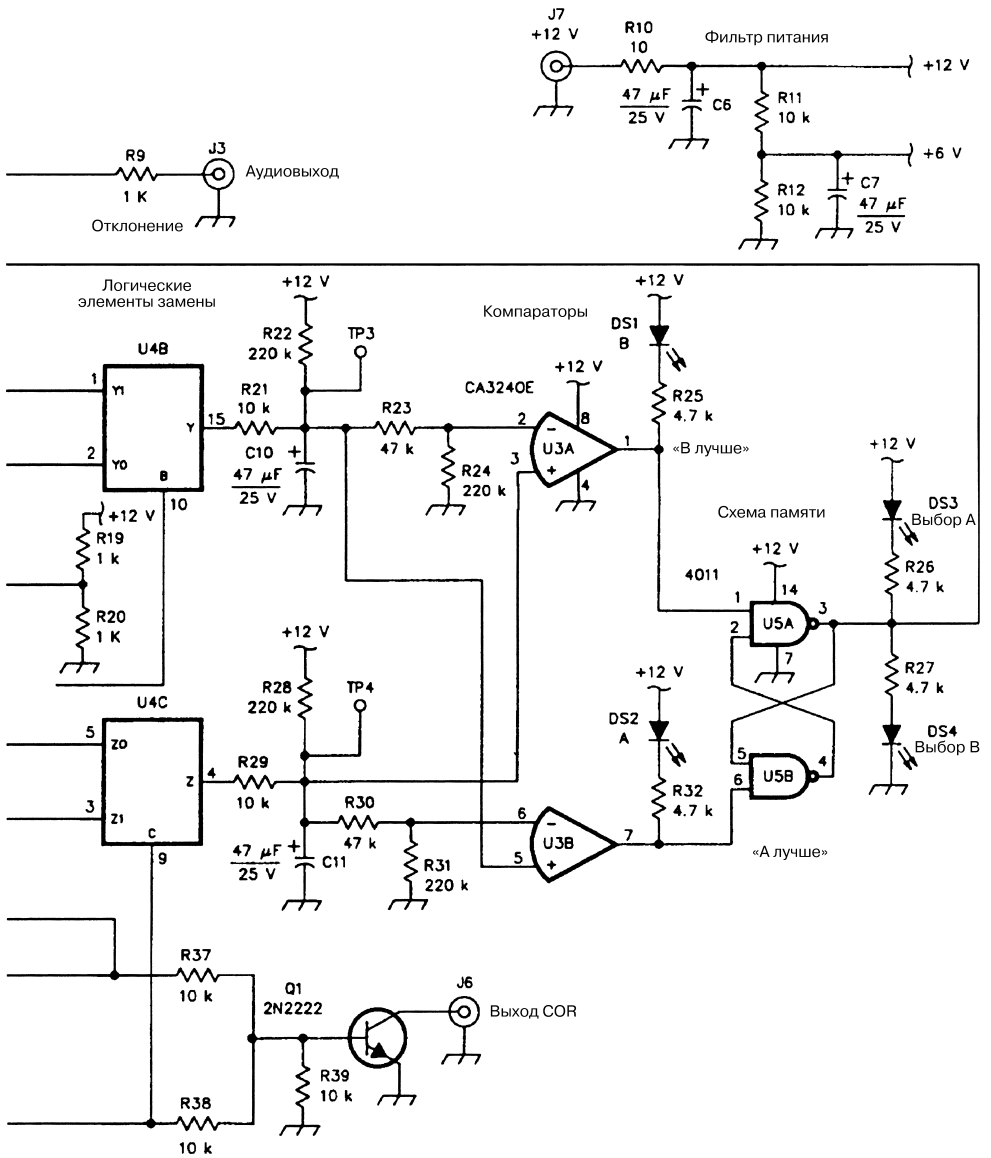 J7
+12 V
R10
10
Фильтр питания
+12 V
47 µF
25 V
+
C6
R11
10 k
+6 V
R12
10 k
+
C7
47 µF
25 V
R9
1 K
J3
Аудиовыход
Отклонение
Логические
элементы замены
U4B
1
Y1
2
Y0
Y
15
B
10
R21
10 k
+12 V
R22
220 k
TP3
C10
+
47 µF
25 V
R23
47 k
R24
220 k
Компараторы
CA3240E
+12 V
8
2
−
U3A
3
+
4
1
+12 V
DS1
B
R25
4.7 k
«В лучше»
+12 V
R19
1 k
R20
1 K
Схема памяти
+12 V
4011
14
1
2
U5A
3
7
+12 V
DS3
Выбор А
R26
4.7 k
R27
4.7 k
DS4
Выбор В
5
6
U5B
4
U4C
5
Z0
3
Z1
Z
4
C
9
R29
10 k
+12 V
R28
220 k
TP4
R30
47 k
47 µF
25 V
+
C11
R31
220 k
6
−
U3B
5
+
7
+12 V
DS2
A
R32
4.7 k
«А лучше»
R37
10 k
R38
10 k
Q1
2N2222
R39
10 k
J6
Выход COR